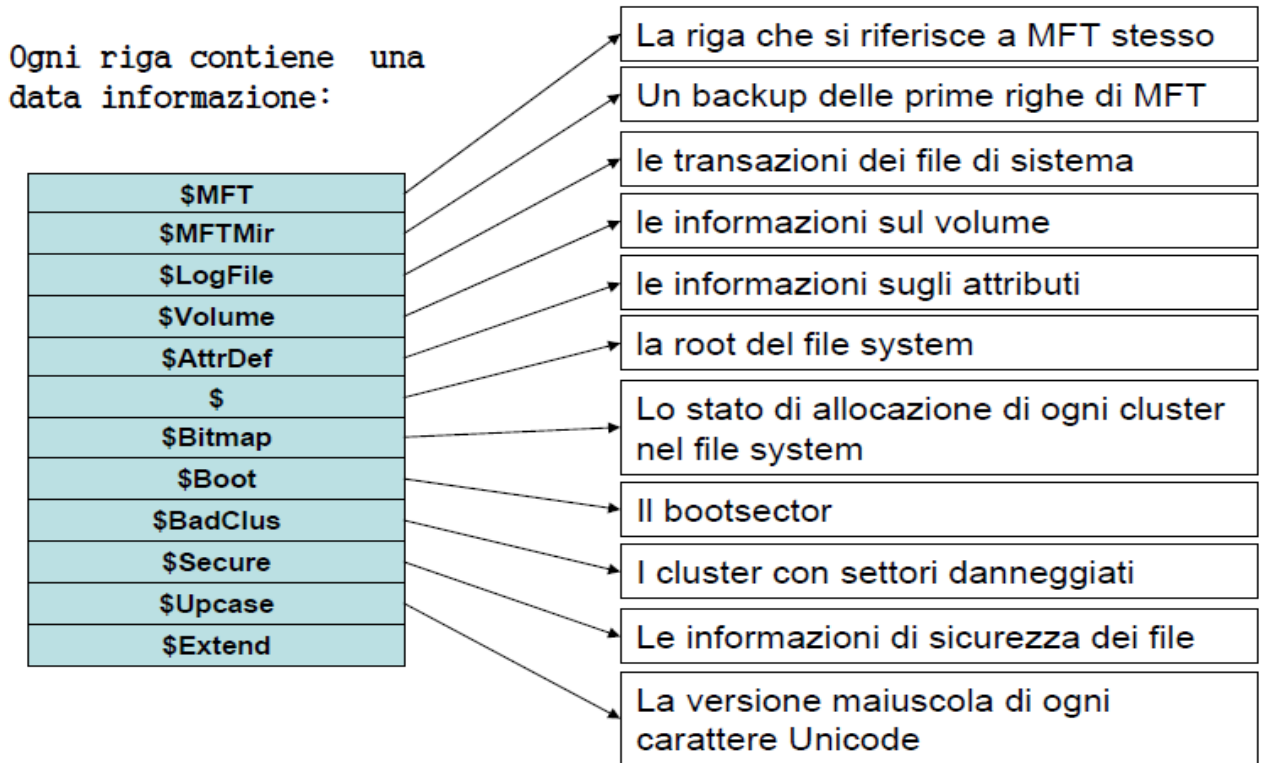 Ogni riga contiene una
data informazione:
$MFT
$MFTMir
$LogFile
$Volume
$AttrDef
$
$Bitmap
$Boot
$BadClus
$Secure
$Upcase
$Extend
La riga che si riferisce a MFT stesso
Un backup delle prime righe di MFT
le transazioni dei file di sistema
le informazioni sul volume
le informazioni sugli attributi
la root del file system
Lo stato di allocazione di ogni cluster
nel file system
Il bootsector
I cluster con settori danneggiati
Le informazioni di sicurezza dei file
La versione maiuscola di ogni
carattere Unicode